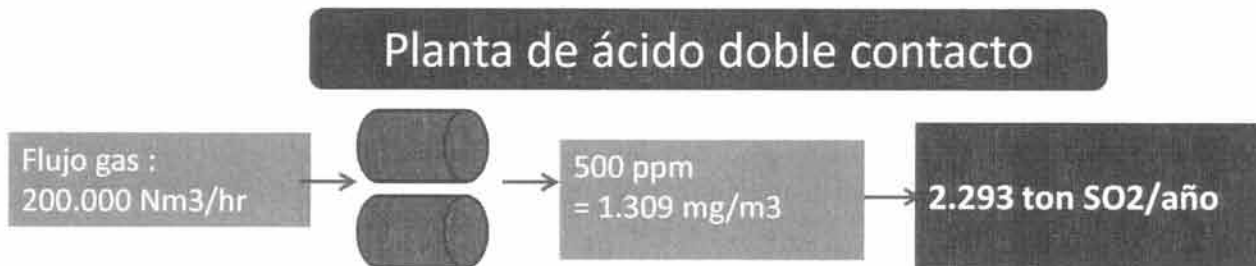 Planta de ácido doble contacto
Flujo gas :
200.000 Nm3/hr
500 ppm
= 1.309 mg/m3
2.293 ton SO2/año